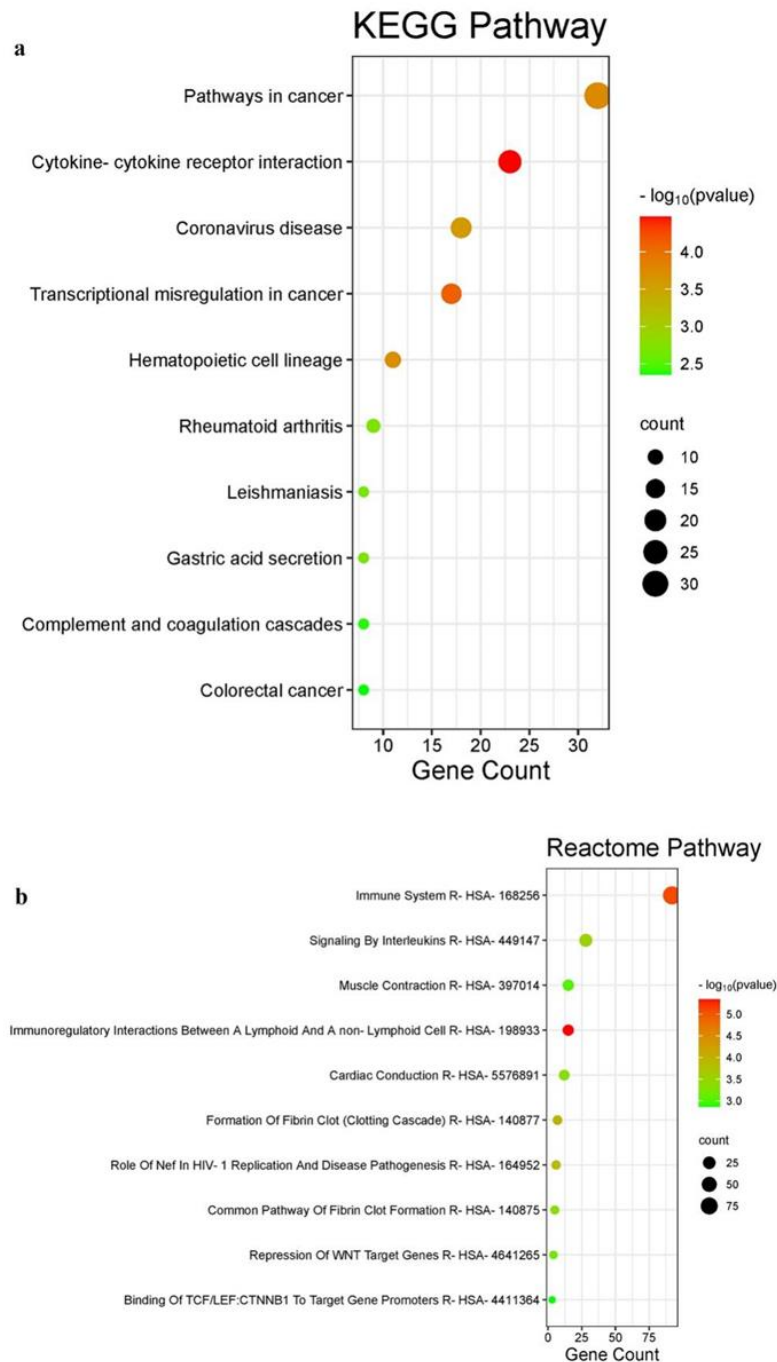 a
KEGG Pathway
Pathways in cancer
Cytokine- cytokine receptor interaction
Coronavirus disease
Transcriptional misregulation in cancer
Hematopoietic cell lineage
Rheumatoid arthritis
Leishmaniasis
Gastric acid secretion
Complement and coagulation cascades
Colorectal cancer
10 15 20 25 30
Gene Count
- log10(pvalue)
4.0
3.5
3.0
2.5
count
10
15
20
25
30
b
Reactome Pathway
Immune System R- HSA- 168256
Signaling By Interleukins R- HSA- 449147
Muscle Contraction R- HSA- 397014
Immunoregulatory Interactions Between A Lymphoid And A non- Lymphoid Cell R- HSA- 198933
Cardiac Conduction R- HSA- 5576891
Formation Of Fibrin Clot (Clotting Cascade) R- HSA- 140877
Role Of Nef In HIV- 1 Replication And Disease Pathogenesis R- HSA- 164952
Common Pathway Of Fibrin Clot Formation R- HSA- 140875
Repression Of WNT Target Genes R- HSA- 4641265
Binding Of TCF/LEF:CTNNB1 To Target Gene Promoters R- HSA- 4411364
0 25 50 75
Gene Count
- log10(pvalue)
5.0
4.5
4.0
3.5
3.0
count
25
50
75